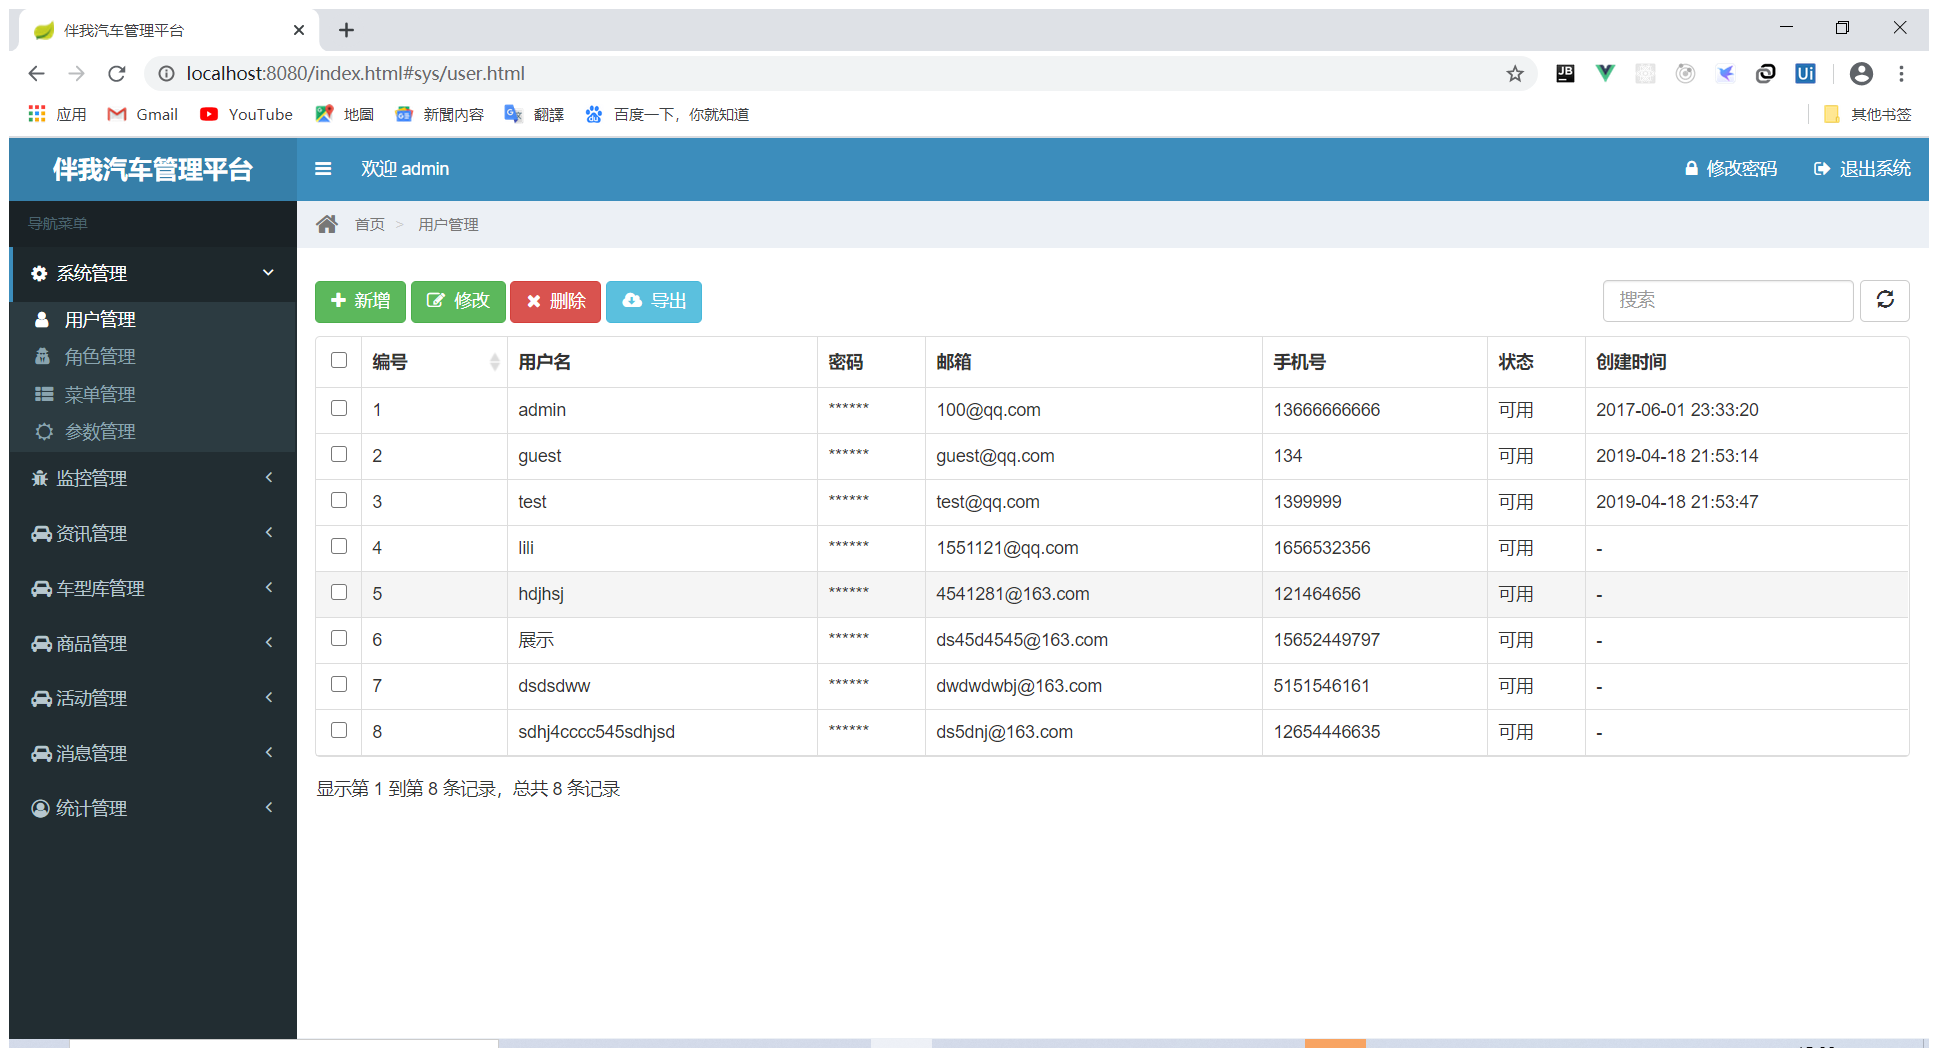 伴我汽车管理平台
localhost:8080/index.html#sys/user.html
应用 Gmail YouTube 地圖 新聞內容 翻譯 百度一下，你就知道 其他书签
伴我汽车管理平台 欢迎 admin 修改密码 退出系统
导航菜单
首页 > 用户管理
系统管理
用户管理
角色管理
菜单管理
参数管理
监控管理
资讯管理
车型库管理
商品管理
活动管理
消息管理
统计管理
新增 修改 删除 导出 搜索
编号 用户名 密码 邮箱 手机号 状态 创建时间
1 admin ****** 100@qq.com 13666666666 可用 2017-06-01 23:33:20
2 guest ****** guest@qq.com 134 可用 2019-04-18 21:53:14
3 test ****** test@qq.com 1399999 可用 2019-04-18 21:53:47
4 lili ****** 1551121@qq.com 1656532356 可用 -
5 hdjhsj ****** 4541281@163.com 121464656 可用 -
6 展示 ****** ds45d4545@163.com 15652449797 可用 -
7 dsdsdww ****** dwdwdwbj@163.com 5151546161 可用 -
8 sdhj4cccc545sdhjsd ****** ds5dnj@163.com 12654446635 可用 -
显示第 1 到第 8 条记录，总共 8 条记录